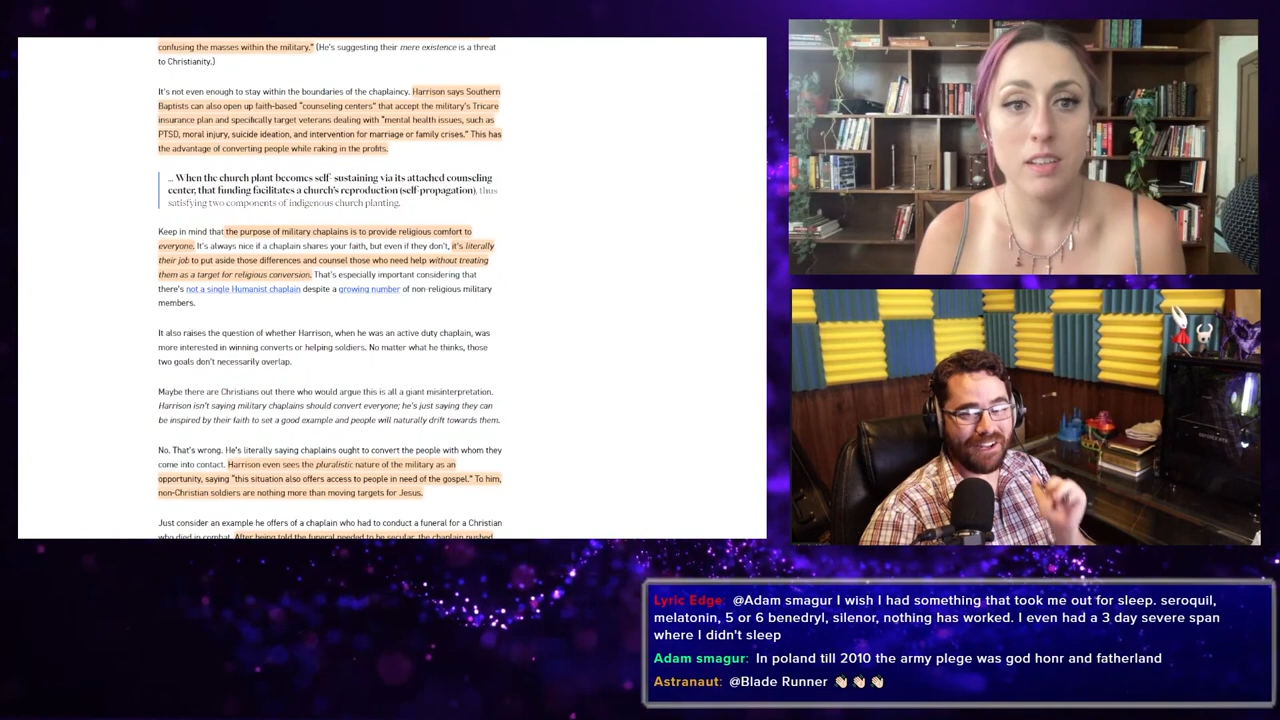 confusing the masses within the military." (He's suggesting their mere existence is a threat
to Christianity.)
It's not even enough to stay within the boundaries of the chaplaincy. Harrison says Southern
Baptists can also open up faith-based "counseling centers" that accept the military's Tricare
insurance plan and specifically target veterans dealing with "mental health issues, such as
PTSD, moral injury, suicide ideation, and intervention for marriage or family crises." This has
the advantage of converting people while raking in the profits.
... When the church plant becomes self-sustaining via its attached counseling
center, that funding facilitates a church's reproduction (self-propagation), thus
satisfying two components of indigenous church planting.
Keep in mind that the purpose of military chaplains is to provide religious comfort to
everyone. It's always nice if a chaplain shares your faith, but even if they don't, it's literally
their job to put aside those differences and counsel those who need help without treating
them as a target for religious conversion. That's especially important considering that
there's not a single Humanist chaplain despite a growing number of non-religious military
members.
It also raises the question of whether Harrison, when he was an active duty chaplain, was
more interested in winning converts or helping soldiers. No matter what he thinks, those
two goals don't necessarily overlap.
Maybe there are Christians out there who would argue this is all a giant misinterpretation.
Harrison isn't saying military chaplains should convert everyone; he's just saying they can
be inspired by their faith to set a good example and people will naturally drift towards them.
No. That's wrong. He's literally saying chaplains ought to convert the people with whom they
come into contact. Harrison even sees the pluralistic nature of the military as an
opportunity, saying "this situation also offers access to people in need of the gospel." To him,
non-Christian soldiers are nothing more than moving targets for Jesus.
Just consider an example he offers of a chaplain who had to conduct a funeral for a Christian
who died in combat. After being told the funeral needed to be secular, the chaplain pushed
Lyric Edge: @Adam smagur I wish I had something that took me out for sleep. seroquil,
melatonin, 5 or 6 benedryl, silenor, nothing has worked. I even had a 3 day severe span
where I didn't sleep
Adam smagur: In poland till 2010 the army plege was god honr and fatherland
Astranaut: @Blade Runner 👏🏻 👏🏻 👏🏻